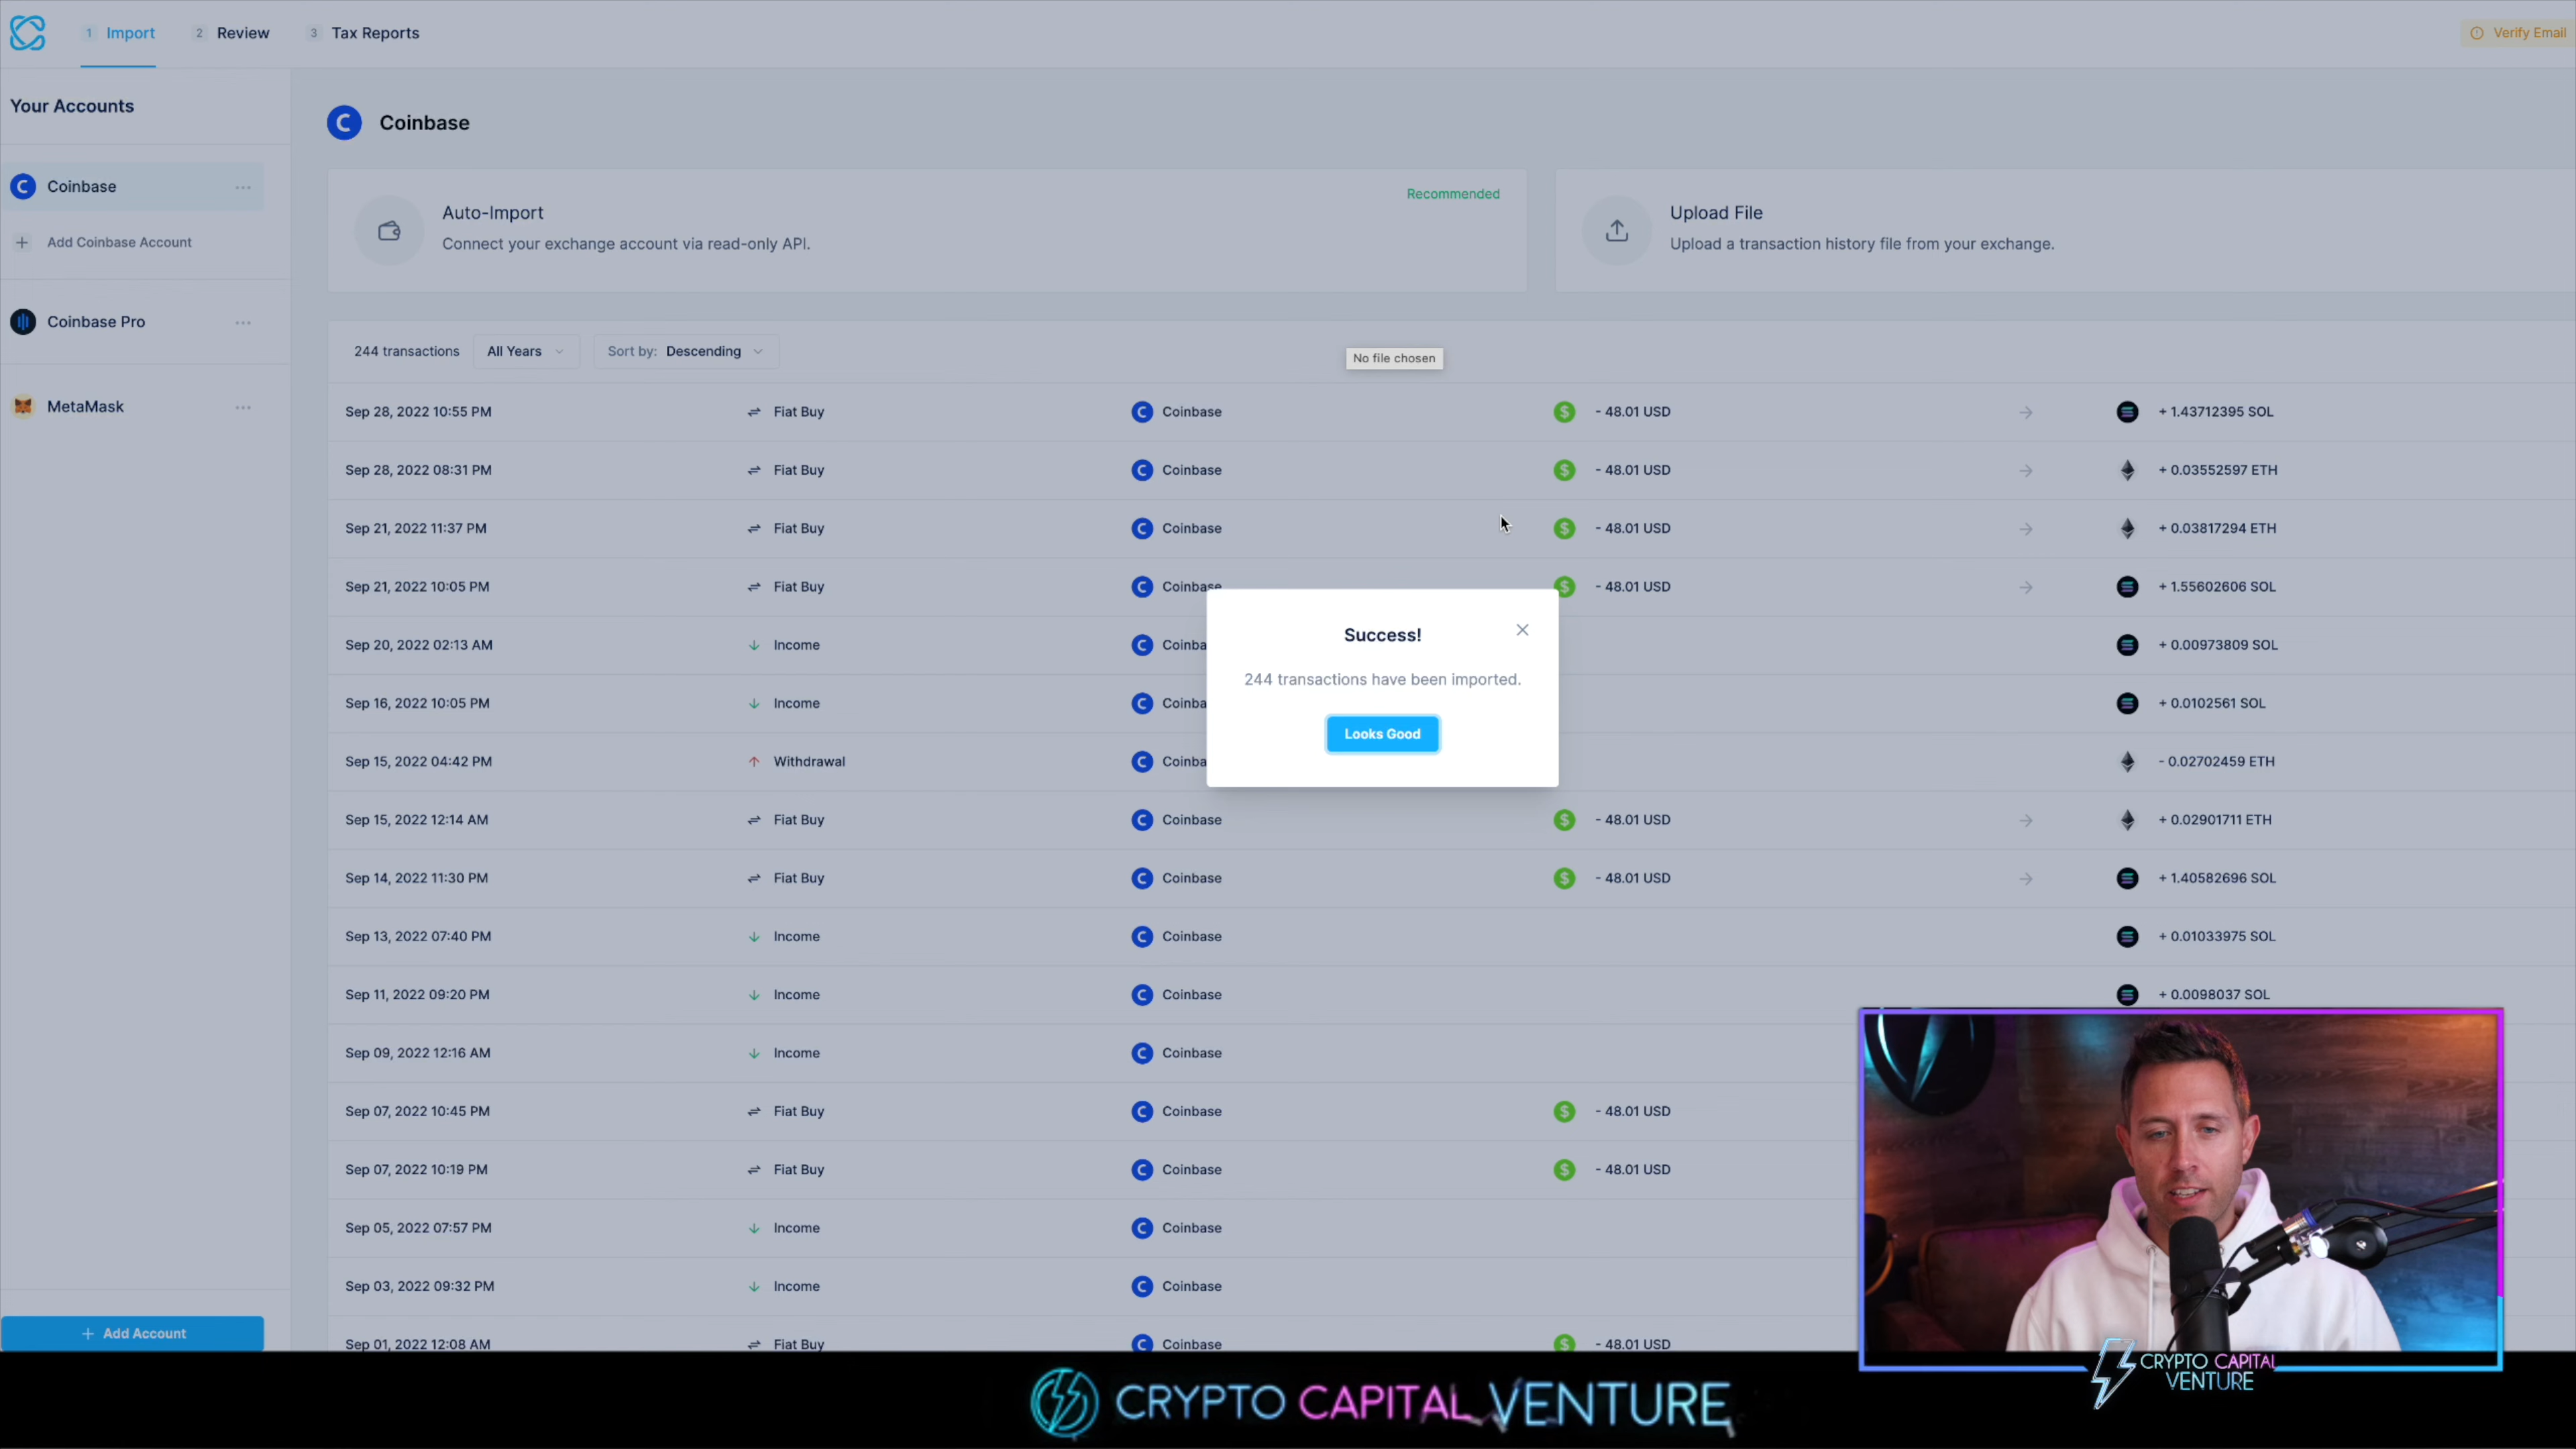 1 Import 2 Review 3 Tax Reports Verify Email
Your Accounts
Coinbase
Add Coinbase Account
Coinbase Pro
MetaMask
+ Add Account
Coinbase
Auto-Import
Connect your exchange account via read-only API.
Recommended
Upload File
Upload a transaction history file from your exchange.
244 transactions All Years Sort by: Descending
No file chosen
Sep 28, 2022 10:55 PM Fiat Buy Coinbase - 48.01 USD + 1.43712395 SOL
Sep 28, 2022 08:31 PM Fiat Buy Coinbase - 48.01 USD + 0.03552597 ETH
Sep 21, 2022 11:37 PM Fiat Buy Coinbase - 48.01 USD + 0.03817294 ETH
Sep 21, 2022 10:05 PM Fiat Buy Coinbase - 48.01 USD + 1.55602606 SOL
Sep 20, 2022 02:13 AM Income Coinba + 0.00973809 SOL
Sep 16, 2022 10:05 PM Income Coinba + 0.0102561 SOL
Sep 15, 2022 04:42 PM Withdrawal Coinba - 0.02702459 ETH
Sep 15, 2022 12:14 AM Fiat Buy Coinbase - 48.01 USD + 0.02901711 ETH
Sep 14, 2022 11:30 PM Fiat Buy Coinbase - 48.01 USD + 1.40582696 SOL
Sep 13, 2022 07:40 PM Income Coinbase + 0.01033975 SOL
Sep 11, 2022 09:20 PM Income Coinbase + 0.0098037 SOL
Sep 09, 2022 12:16 AM Income Coinbase
Sep 07, 2022 10:45 PM Fiat Buy Coinbase - 48.01 USD
Sep 07, 2022 10:19 PM Fiat Buy Coinbase - 48.01 USD
Sep 05, 2022 07:57 PM Income Coinbase
Sep 03, 2022 09:32 PM Income Coinbase
Sep 01, 2022 12:08 AM Fiat Buy Coinbase - 48.01 USD
Success!
244 transactions have been imported.
Looks Good
CRYPTO CAPITAL
VENTURE
CRYPTO CAPITAL VENTURE